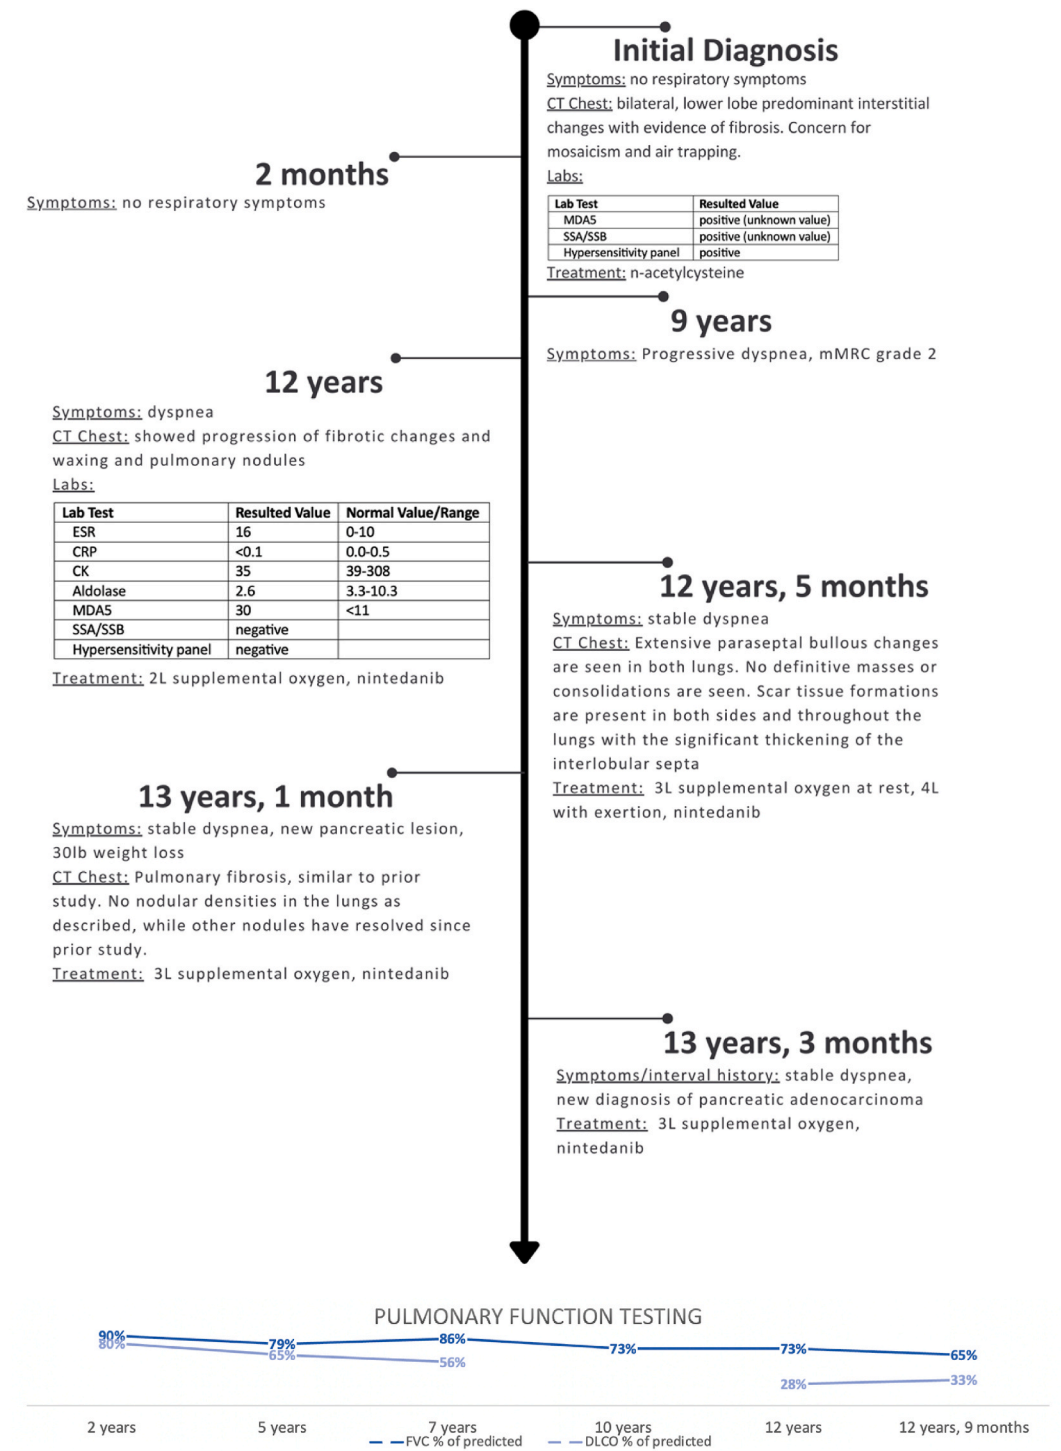 Initial Diagnosis
Symptoms: no respiratory symptoms
CT Chest: bilateral, lower lobe predominant interstitial
changes with evidence of fibrosis. Concern for
mosaicism and air trapping.
Labs:
Lab Test Resulted Value
MDA5 positive (unknown value)
SSA/SSB positive (unknown value)
Hypersensitivity panel positive
Treatment: n-acetylcysteine
2 months
Symptoms: no respiratory symptoms
9 years
Symptoms: Progressive dyspnea, mMRC grade 2
12 years
Symptoms: dyspnea
CT Chest: showed progression of fibrotic changes and
waxing and pulmonary nodules
Labs:
Lab Test Resulted Value Normal Value/Range
ESR 16 0-10
CRP <0.1 0.0-0.5
CK 35 39-308
Aldolase 2.6 3.3-10.3
MDA5 30 <11
SSA/SSB negative
Hypersensitivity panel negative
Treatment: 2L supplemental oxygen, nintedanib
12 years, 5 months
Symptoms: stable dyspnea
CT Chest: Extensive paraseptal bullous changes
are seen in both lungs. No definitive masses or
consolidations are seen. Scar tissue formations
are present in both sides and throughout the
lungs with the significant thickening of the
interlobular septa
Treatment: 3L supplemental oxygen at rest, 4L
with exertion, nintedanib
13 years, 1 month
Symptoms: stable dyspnea, new pancreatic lesion,
30lb weight loss
CT Chest: Pulmonary fibrosis, similar to prior
study. No nodular densities in the lungs as
described, while other nodules have resolved since
prior study.
Treatment: 3L supplemental oxygen, nintedanib
13 years, 3 months
Symptoms/interval history: stable dyspnea,
new diagnosis of pancreatic adenocarcinoma
Treatment: 3L supplemental oxygen,
nintedanib
PULMONARY FUNCTION TESTING
90% 79% 86% 73% 73% 65%
80% 65% 56% 28% 33%
2 years 5 years 7 years 10 years 12 years 12 years, 9 months
FVC % of predicted DLCO % of predicted